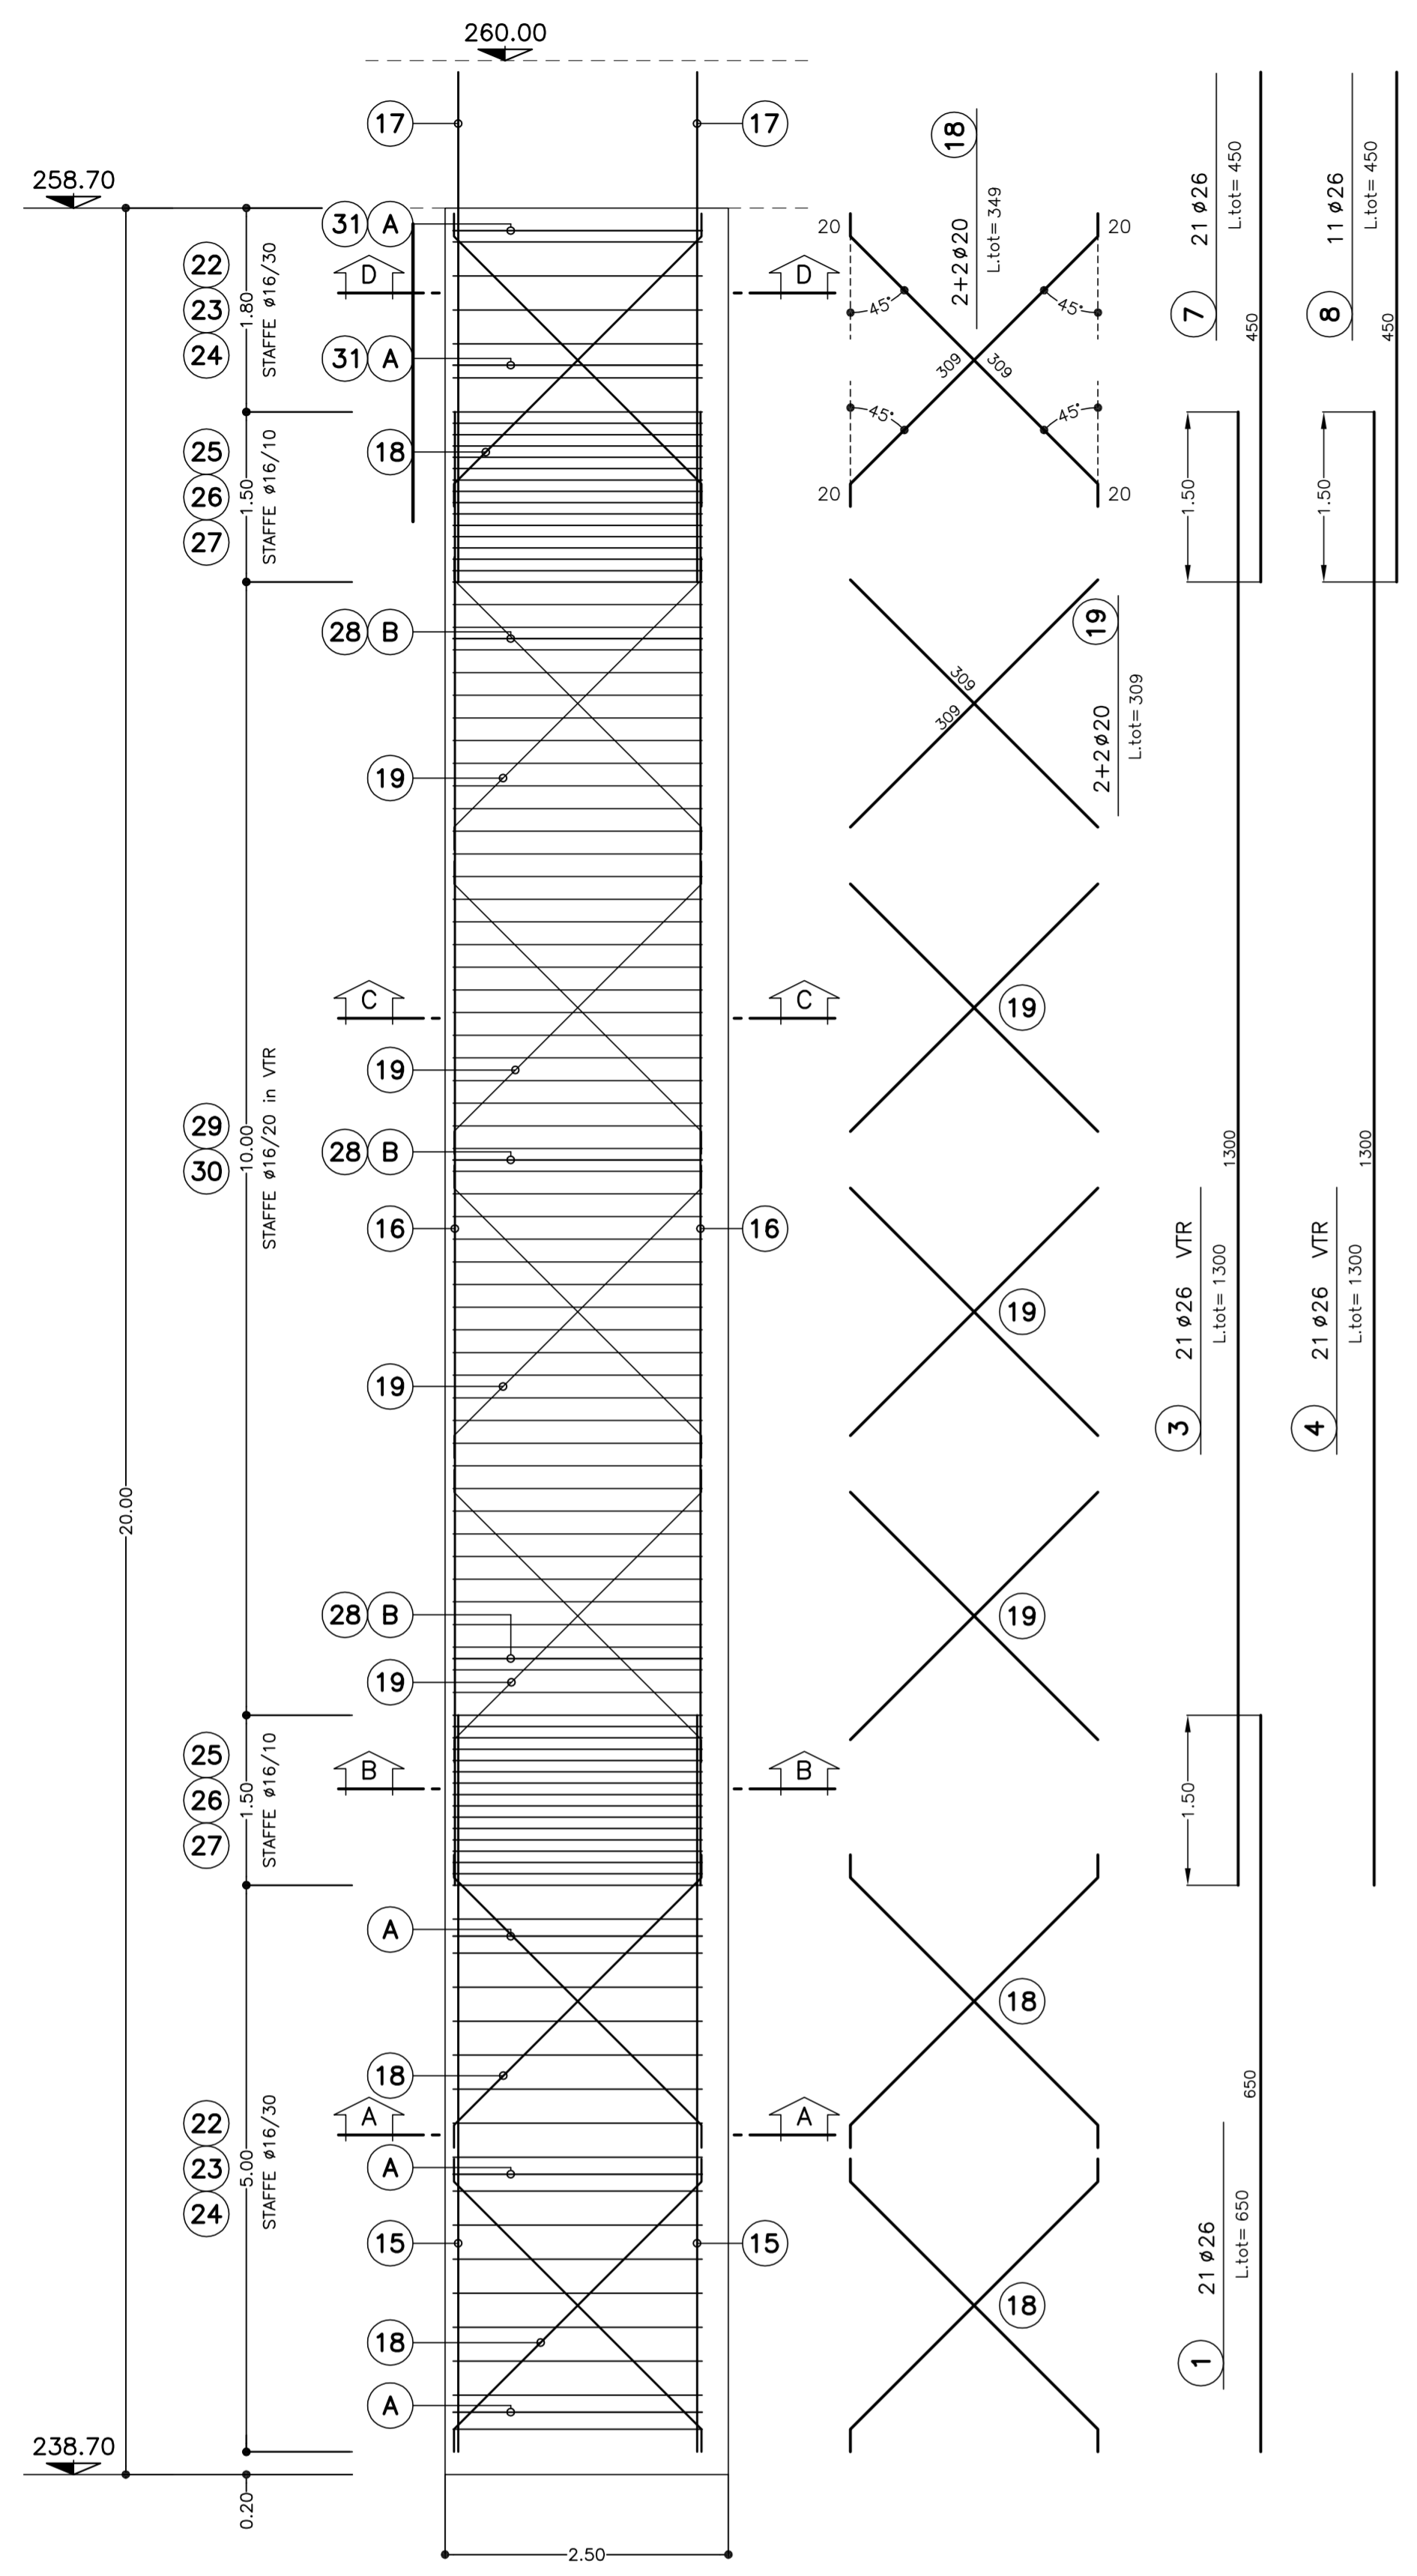 260.00
17
17
258.70
18
2+2ø20
L.tot= 349
7
21 ø26
L.tot= 450
450
8
11 ø26
L.tot= 450
450
31 A
22
23
24
1.80
STAFFE ø16/30
D
D
20
20
45°
45°
309
309
45°
45°
20
20
31 A
18
25
26
27
1.50
STAFFE ø16/10
1.50
1.50
28 B
19
309
309
19
2+2ø20
L.tot= 309
C
C
19
19
29
30
10.00
STAFFE ø16/20 in VTR
28 B
16
16
19
19
3
21 ø26 VTR
L.tot= 1300
1300
4
21 ø26 VTR
L.tot= 1300
1300
20.00
28 B
19
19
25
26
27
1.50
STAFFE ø16/10
B
B
1.50
A
18
18
A
A
22
23
24
5.00
STAFFE ø16/30
A
15
15
18
18
1
21 ø26
L.tot= 650
650
A
238.70
0.20
2.50